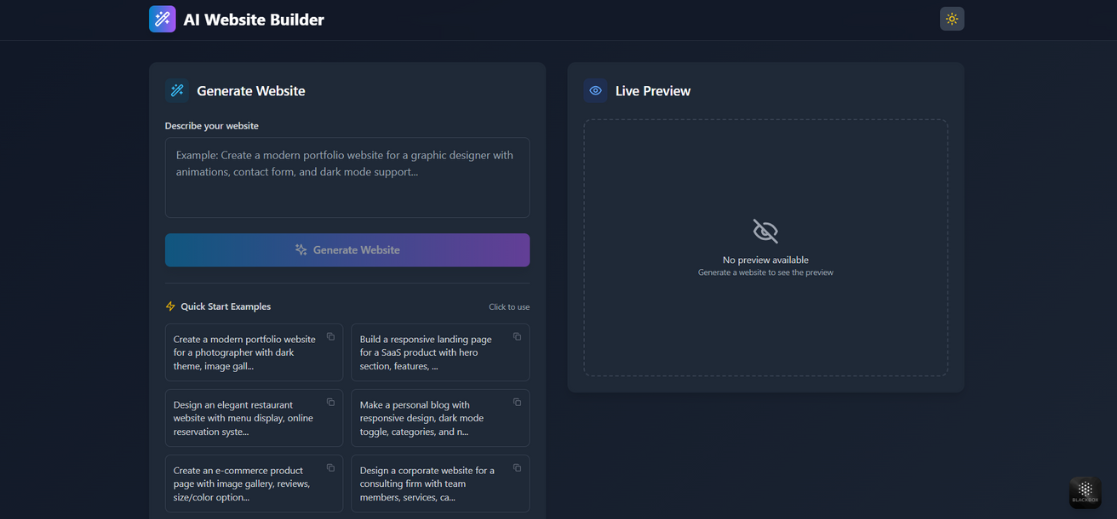 AI Website Builder
Generate Website
Describe your website
Example: Create a modern portfolio website for a graphic designer with
animations, contact form, and dark mode support...
Generate Website
Quick Start Examples
Click to use
Create a modern portfolio website
for a photographer with dark
theme, image gall...
Build a responsive landing page
for a SaaS product with hero
section, features, ...
Design an elegant restaurant
website with menu display, online
reservation syste...
Make a personal blog with
responsive design, dark mode
toggle, categories, and n...
Create an e-commerce product
page with image gallery, reviews,
size/color option...
Design a corporate website for a
consulting firm with team
members, services, ca...
Live Preview
No preview available
Generate a website to see the preview